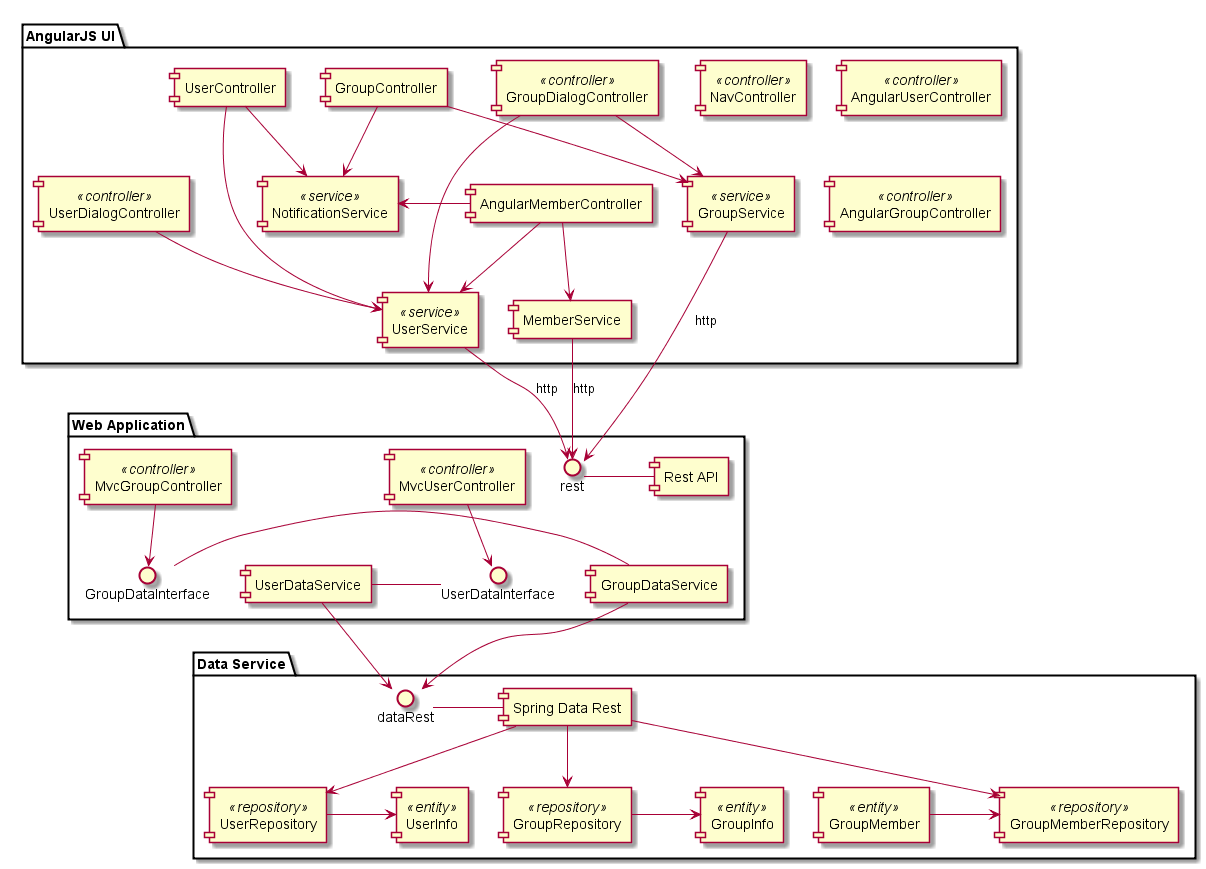 AngularJS UI
UserController
GroupController
«controller»
GroupDialogController
«controller»
NavController
«controller»
AngularUserController
«controller»
UserDialogController
«service»
NotificationService
AngularMemberController
«service»
GroupService
«controller»
AngularGroupController
«service»
UserService
MemberService
http
http
http
Web Application
«controller»
MvcGroupController
«controller»
MvcUserController
rest
Rest API
GroupDataInterface
UserDataService
UserDataInterface
GroupDataService
Data Service
dataRest
Spring Data Rest
«repository»
UserRepository
«entity»
UserInfo
«repository»
GroupRepository
«entity»
GroupInfo
«entity»
GroupMember
«repository»
GroupMemberRepository